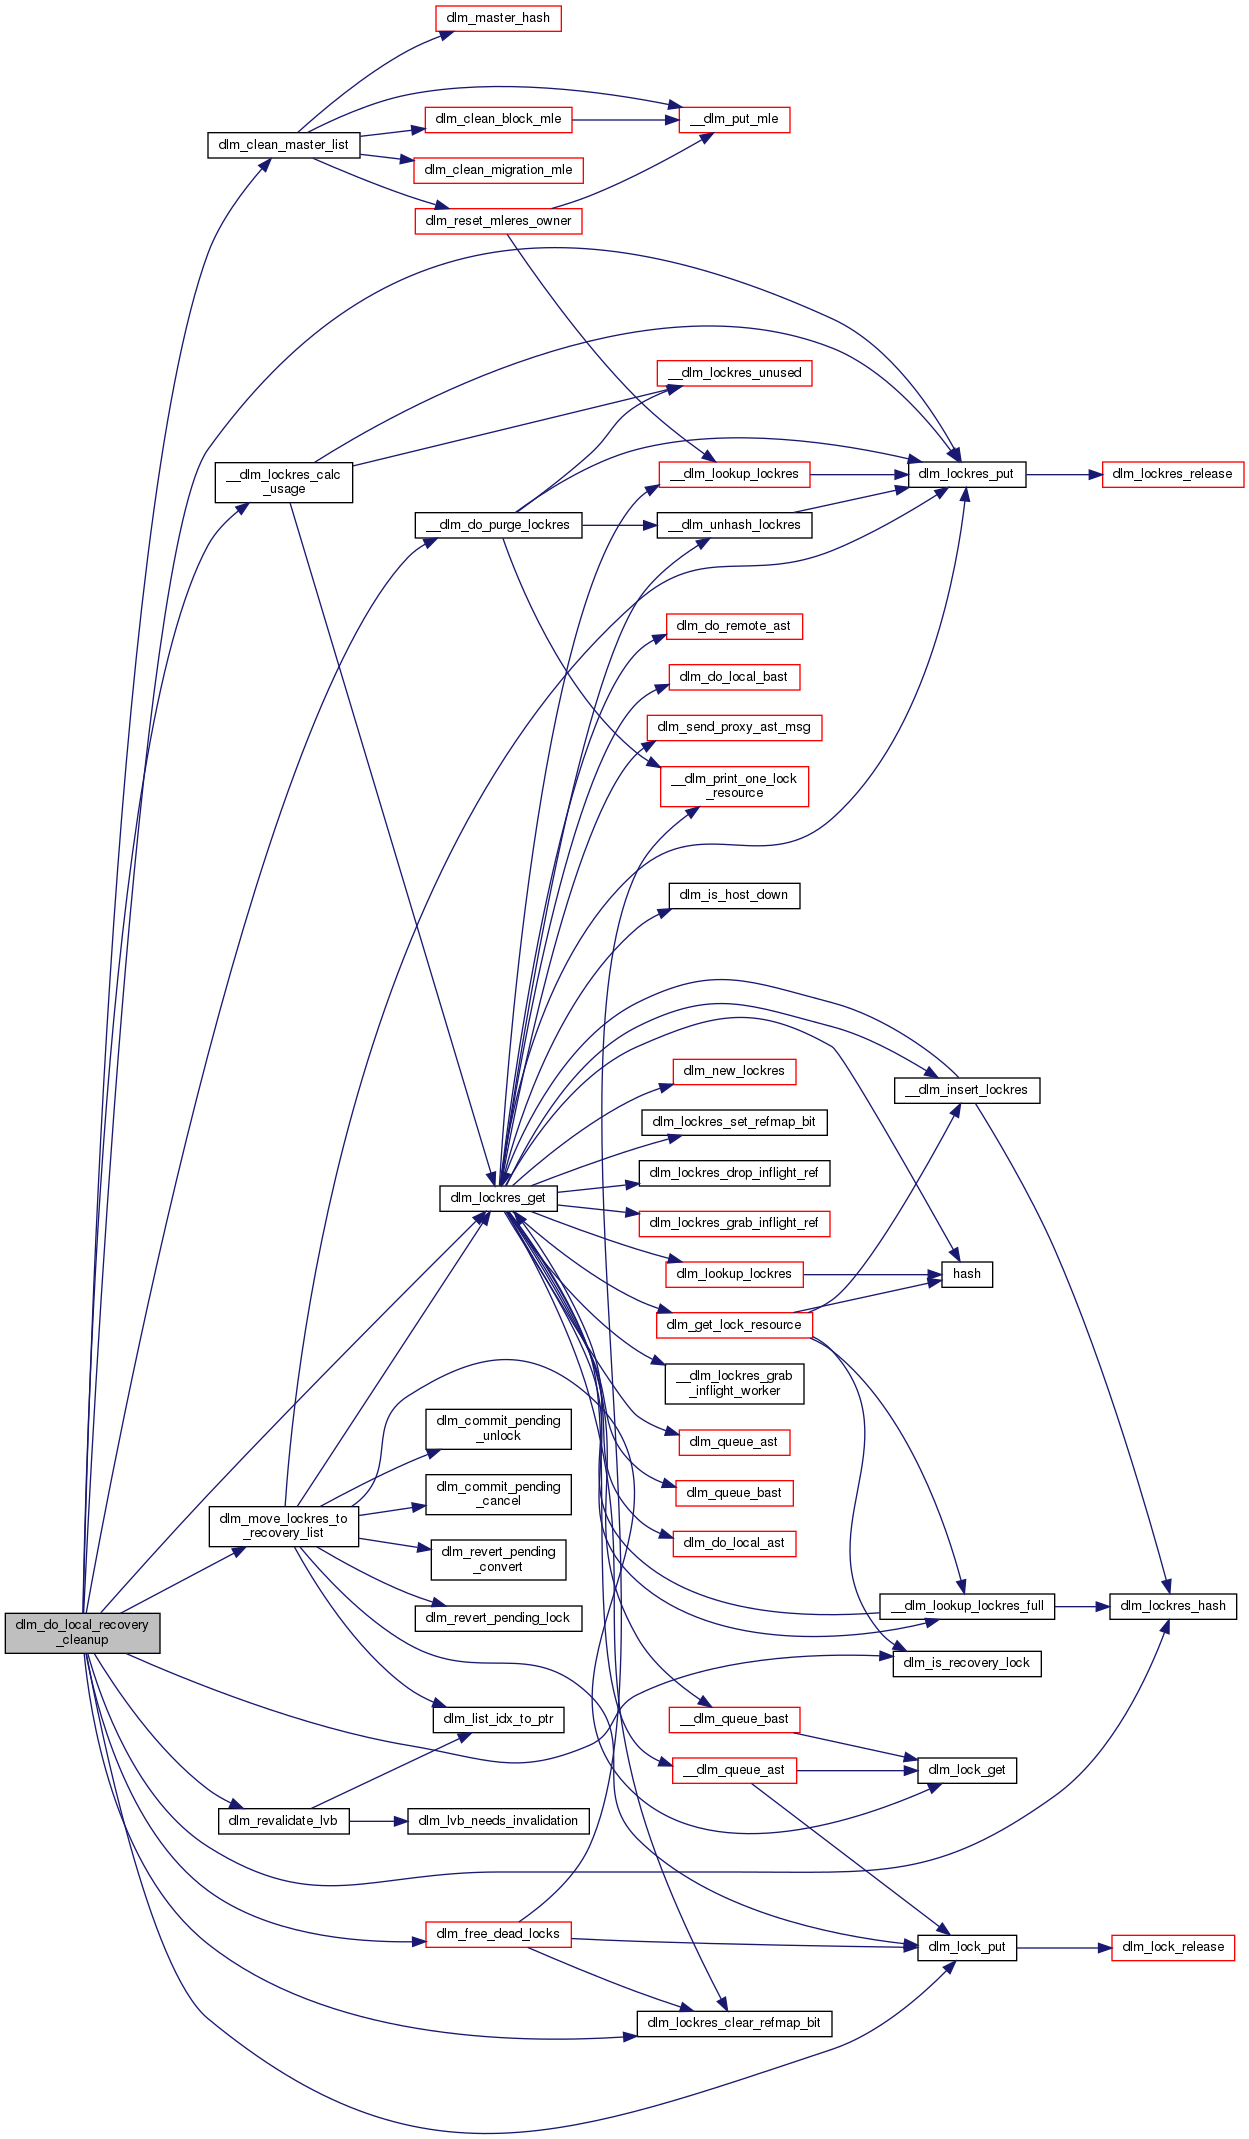 dlm_master_hash
dlm_clean_block_mle
__dlm_put_mle
dlm_clean_master_list
dlm_clean_migration_mle
dlm_reset_mleres_owner
__dlm_lockres_unused
__dlm_lockres_calc
_usage
__dlm_lookup_lockres
dlm_lockres_put
dlm_lockres_release
__dlm_do_purge_lockres
__dlm_unhash_lockres
dlm_do_remote_ast
dlm_do_local_bast
dlm_send_proxy_ast_msg
__dlm_print_one_lock
_resource
dlm_is_host_down
dlm_new_lockres
__dlm_insert_lockres
dlm_lockres_set_refmap_bit
dlm_lockres_drop_inflight_ref
dlm_lockres_get
dlm_lockres_grab_inflight_ref
dlm_lookup_lockres
hash
dlm_get_lock_resource
__dlm_lockres_grab
_inflight_worker
dlm_commit_pending
_unlock
dlm_queue_ast
dlm_commit_pending
_cancel
dlm_queue_bast
dlm_move_lockres_to
_recovery_list
dlm_do_local_ast
dlm_revert_pending
_convert
dlm_revert_pending_lock
__dlm_lookup_lockres_full
dlm_lockres_hash
dlm_do_local_recovery
_cleanup
dlm_is_recovery_lock
dlm_list_idx_to_ptr
__dlm_queue_bast
__dlm_queue_ast
dlm_lock_get
dlm_revalidate_lvb
dlm_lvb_needs_invalidation
dlm_free_dead_locks
dlm_lock_put
dlm_lock_release
dlm_lockres_clear_refmap_bit